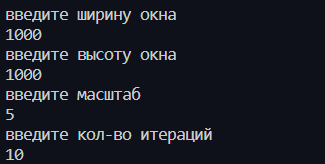 введите ширину окна
1000
введите высоту окна
1000
введите масштаб
5
введите кол-во итераций
10